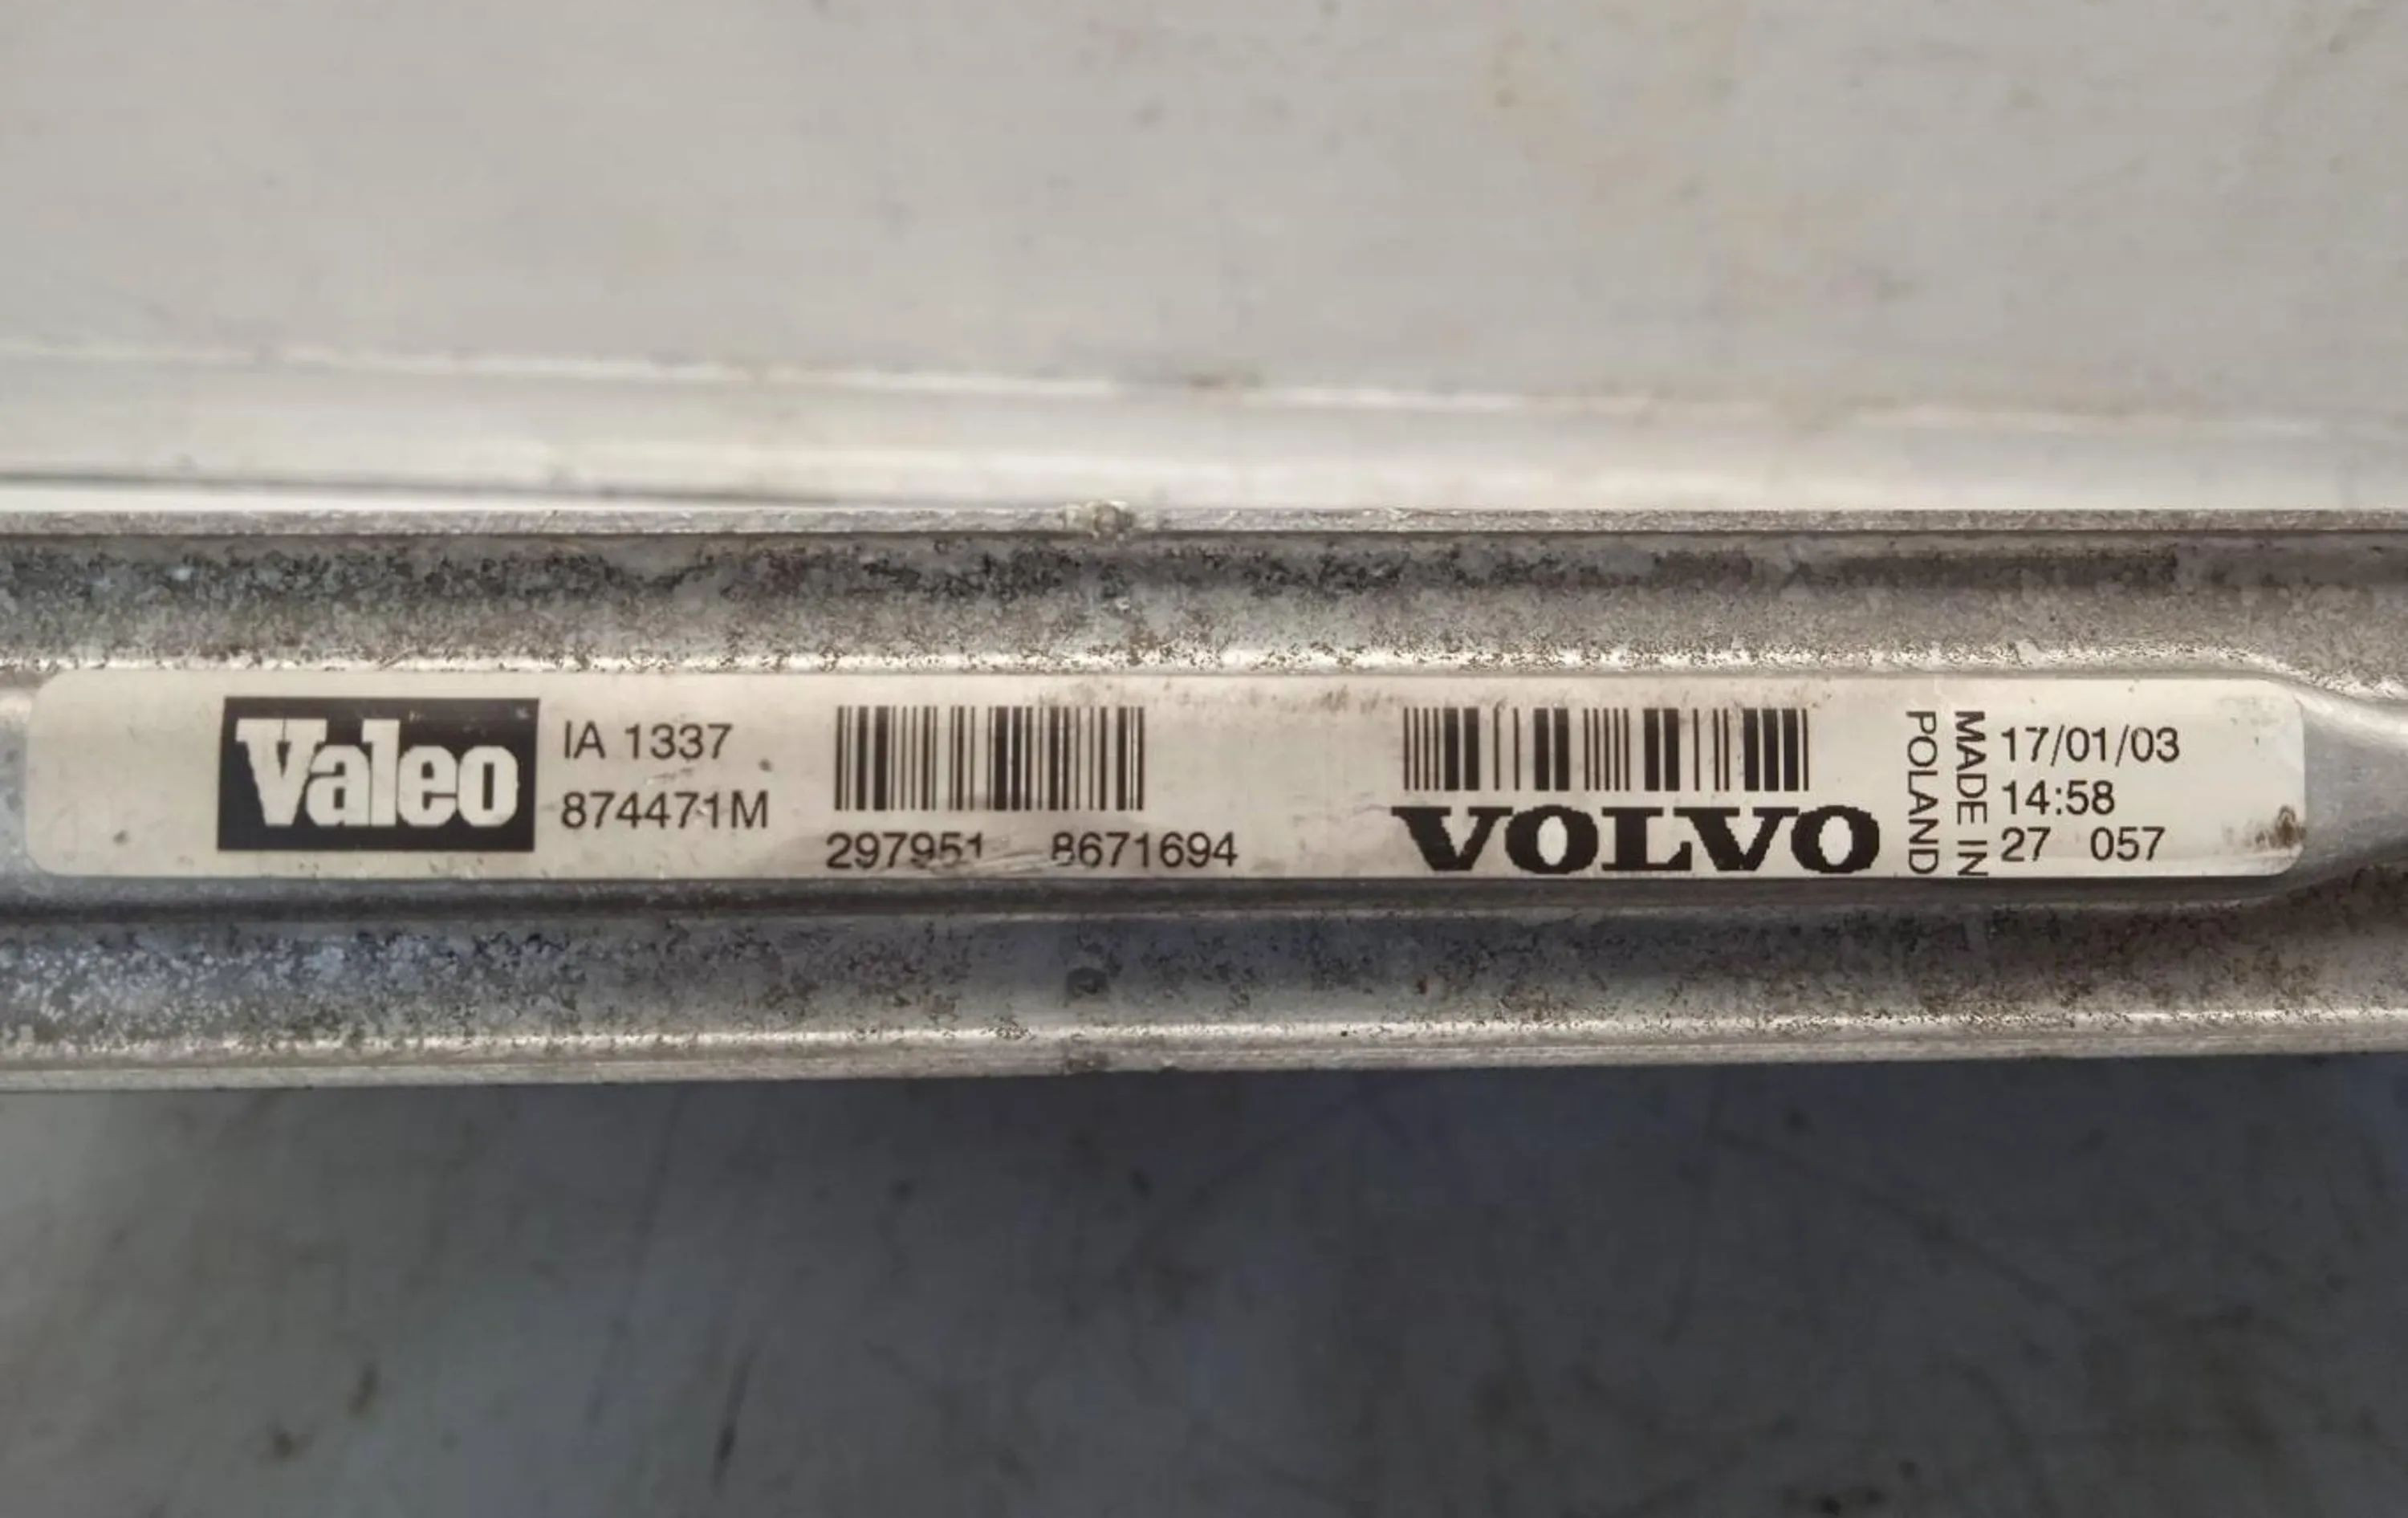 Valeo
IA 1337
874471M
297951 8671694
VOLVO
MADE IN
POLAND
17/01/03
14:58
27 057